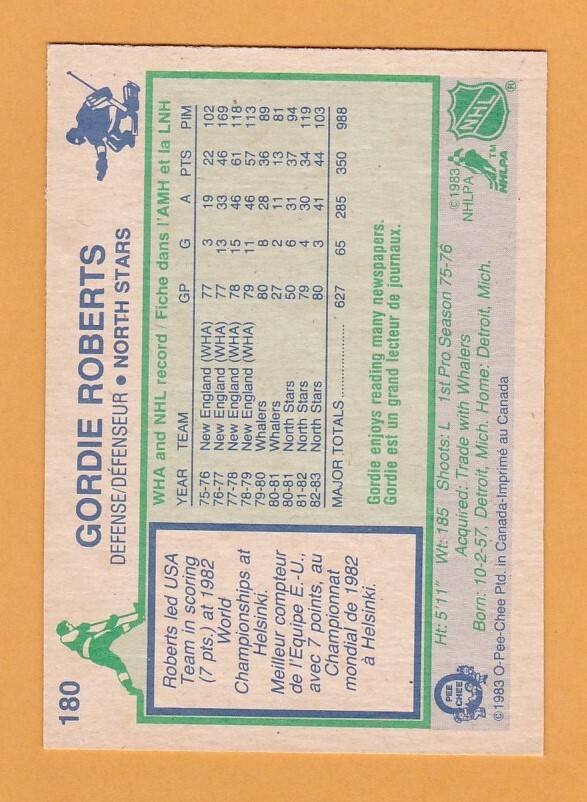 180
GORDIE ROBERTS
DEFENSE/DÉFENSEUR • NORTH STARS
Roberts led USA
Team in scoring
(7 pts.) at 1982
World
Championships at
Helsinki.
Meilleur compteur
de l'Equipe E.-U.,
avec 7 points, au
Championnat
mondial de 1982
à Helsinki.
WHA and NHL record / Fiche dans l'AMH et la LNH
YEAR TEAM GP G A PTS PIM
75-76 New England (WHA) 77 3 19 22 102
76-77 New England (WHA) 77 13 33 46 169
77-78 New England (WHA) 78 15 46 61 118
78-79 New England (WHA) 79 11 46 57 113
79-80 Whalers 80 8 28 36 89
80-81 Whalers 27 2 11 13 81
80-81 North Stars 50 6 31 37 94
81-82 North Stars 79 4 30 34 119
82-83 North Stars 80 3 41 44 103
MAJOR TOTALS .................... 627 65 285 350 988
Gordie enjoys reading many newspapers.
Gordie est un grand lecteur de journaux.
Ht: 5'11" Wt: 185 Shoots: L 1st Pro Season 75-76
Acquired: Trade with Whalers
Born: 10-2-57, Detroit, Mich. Home: Detroit, Mich.
©1983 O-Pee-Chee Ptd. in Canada-Imprimé au Canada
O PEE CHEE
©1983
NHLPA
TM
NHLPA
NHL
®